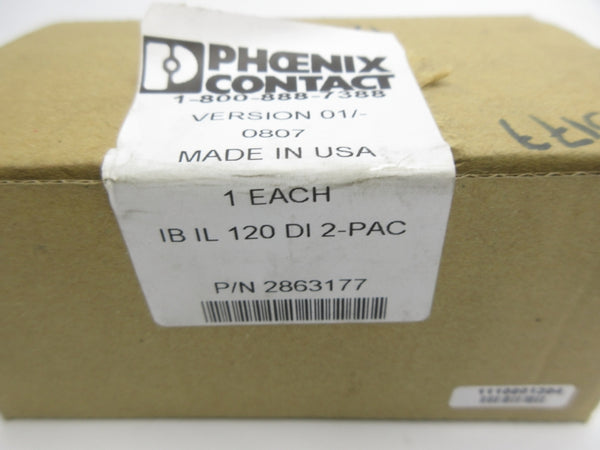 PHŒNIX
CONTACT
1-800-888-7388
VERSION 01/-
0807
MADE IN USA
1 EACH
IB IL 120 DI 2-PAC
P/N 2863177